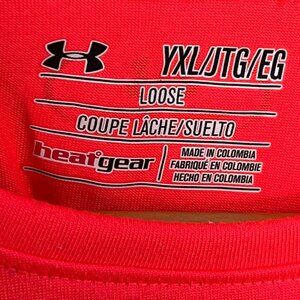 YXL/JTG/EG
LOOSE
COUPE LÂCHE/SUELTO
heatgear
MADE IN COLOMBIA
FABRIQUÉ EN COLOMBIE
HECHO EN COLOMBIA